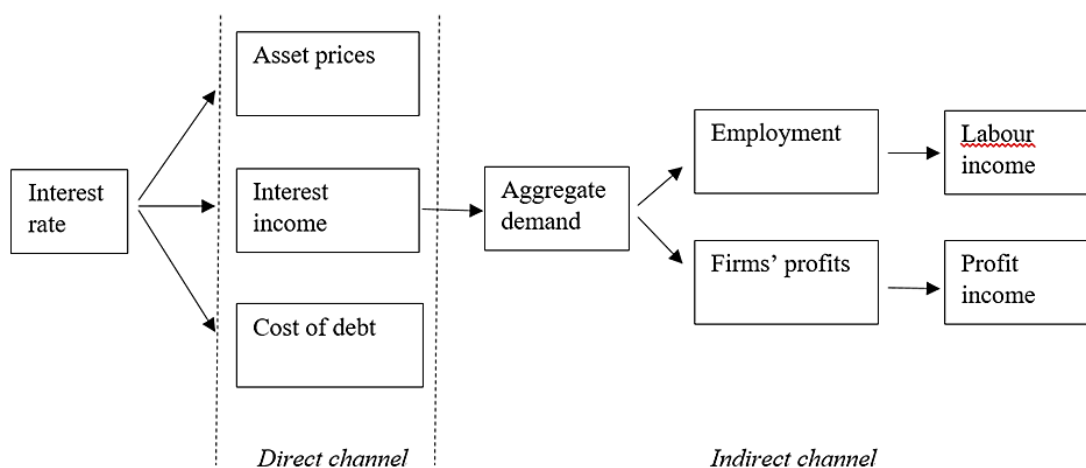 Asset prices
Interest
rate
Interest
income
Cost of debt
Aggregate
demand
Employment
Firms’ profits
Labour
income
Profit
income
Direct channel
Indirect channel